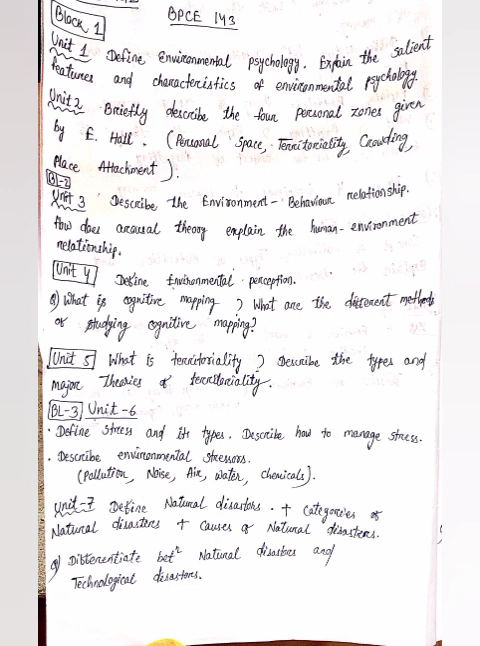 BPCE 143
Block 1
Unit 1 Define Environmental psychology. Explain the salient
features and characteristics of environmental psychology
Unit 2 Briefly describe the four personal zones given
by E. Hall. (Personal Space, Territoriality, Crowding,
Place Attachment).
BL-2
Unit 3 Describe the Environment - Behaviour relationship.
How does arousal theory explain the human-environment
relationship.
Unit 4 Define Environmental perception.
Q) What is cognitive mapping? What are the different methods
of studying cognitive mapping?
Unit 5 What is territoriality? Describe the types and
major theories of territoriality.
BL-3 Unit-6
· Define stress and its types. Describe how to manage stress.
· Describe environmental stressors.
(Pollution, Noise, Air, Water, Chemicals).
Unit-7 Define Natural disasters. + Categories of
Natural disasters + Causes of Natural disasters.
Q) Differentiate betⁿ Natural disasters and
Technological disasters.